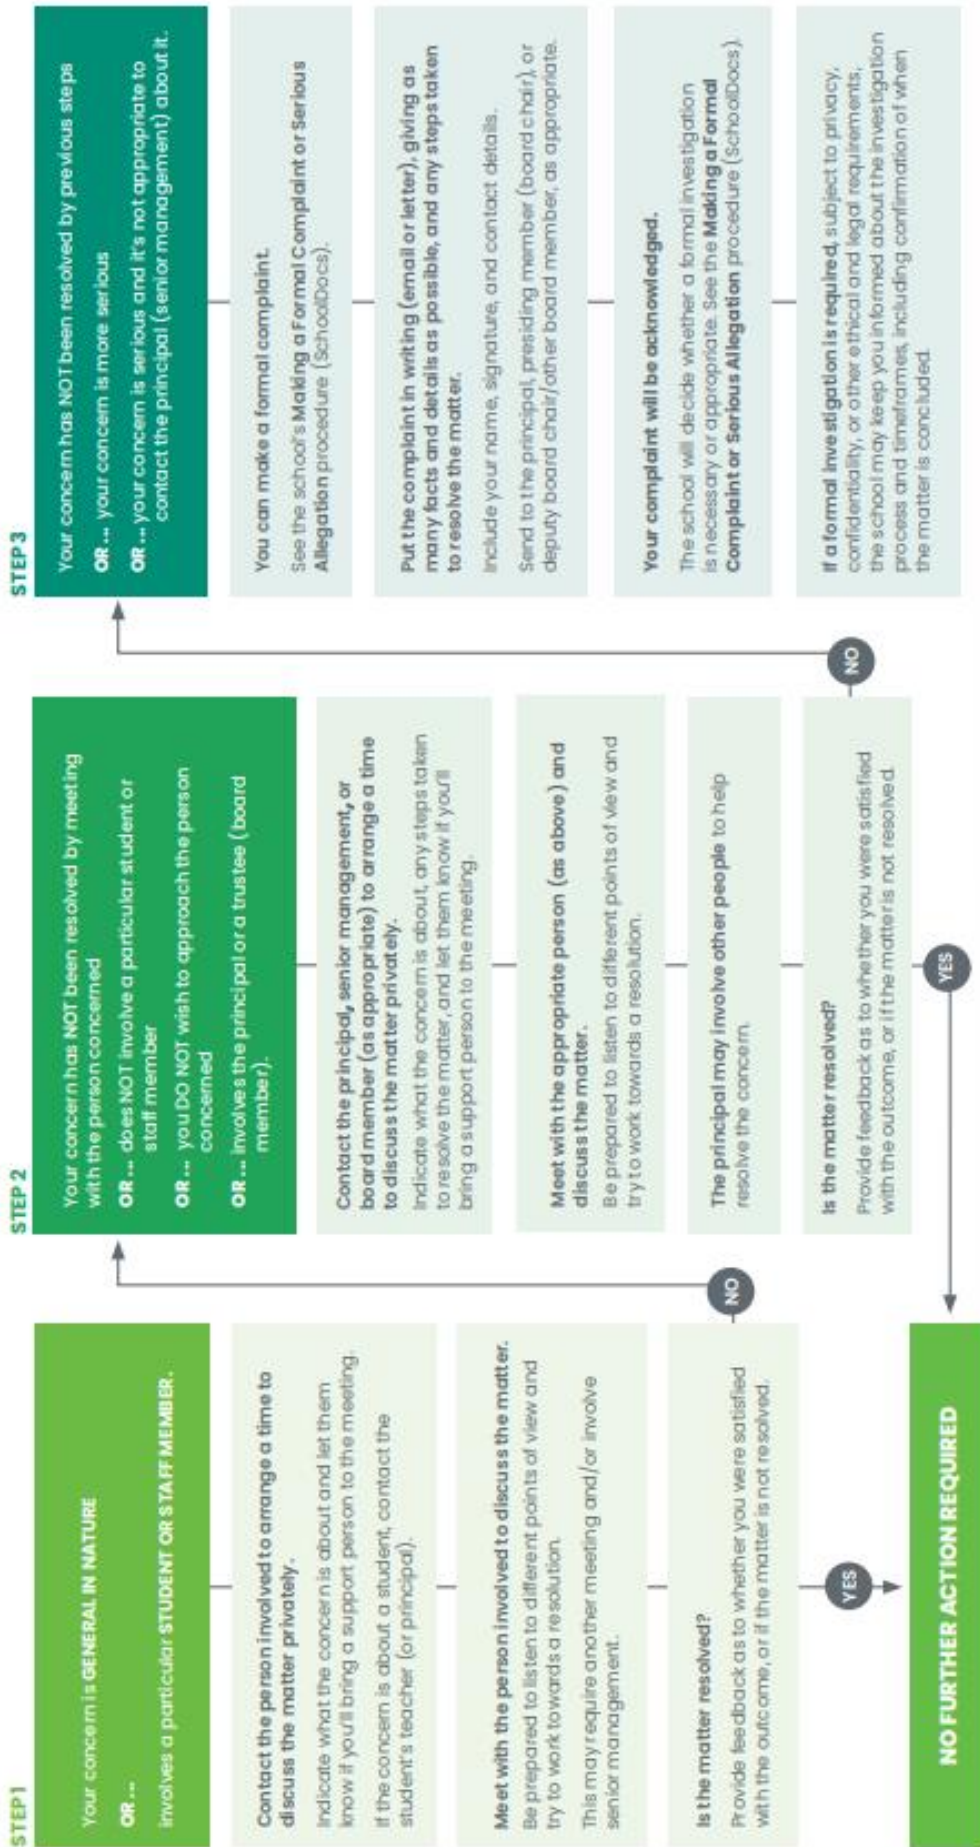 STEP 1
Your concern is GENERAL IN NATURE
OR...
involves a particular STUDENT OR STAFF MEMBER.
Contact the person involved to arrange a time to
discuss the matter privately.
Indicate what the concern is about and let them
know if you'll bring a support person to the meeting.
If the concern is about a student, contact the
student's teacher (or principal).
Meet with the person involved to discuss the matter.
Be prepared to listen to different points of view and
try to work towards a resolution.
This may require another meeting and/or involve
senior management.
Is the matter resolved?
Provide feedback as to whether you were satisfied
with the outcome, or if the matter is not resolved.
NO
YES
NO FURTHER ACTION REQUIRED
STEP 2
Your concern has NOT been resolved by meeting
with the person concerned
OR... does NOT involve a particular student or
staff member
OR... you DO NOT wish to approach the person
concerned
OR... involves the principal or a trustee (board
member).
Contact the principal, senior management, or
board member (as appropriate) to arrange a time
to discuss the matter privately.
Indicate what the concern is about, any steps taken
to resolve the matter, and let them know if you'll
bring a support person to the meeting.
Meet with the appropriate person (as above) and
discuss the matter.
Be prepared to listen to different points of view and
try to work towards a resolution.
The principal may involve other people to help
resolve the concern.
Is the matter resolved?
Provide feedback as to whether you were satisfied
with the outcome, or if the matter is not resolved.
NO
YES
STEP 3
Your concern has NOT been resolved by previous steps
OR... your concern is more serious
OR... your concern is serious and it's not appropriate to
contact the principal (senior management) about it.
You can make a formal complaint.
See the school's Making a Formal Complaint or Serious
Allegation procedure (SchoolDocs).
Put the complaint in writing (email or letter), giving as
many facts and details as possible, and any steps taken
to resolve the matter.
Include your name, signature, and contact details.
Send to the principal, presiding member (board chair), or
deputy board chair/other board member, as appropriate.
Your complaint will be acknowledged.
The school will decide whether a formal investigation
is necessary or appropriate. See the Making a Formal
Complaint or Serious Allegation procedure (SchoolDocs).
If a formal investigation is required, subject to privacy,
confidentiality, or other ethical and legal requirements,
the school may keep you informed about the investigation
process and timeframes, including confirmation of when
the matter is concluded.